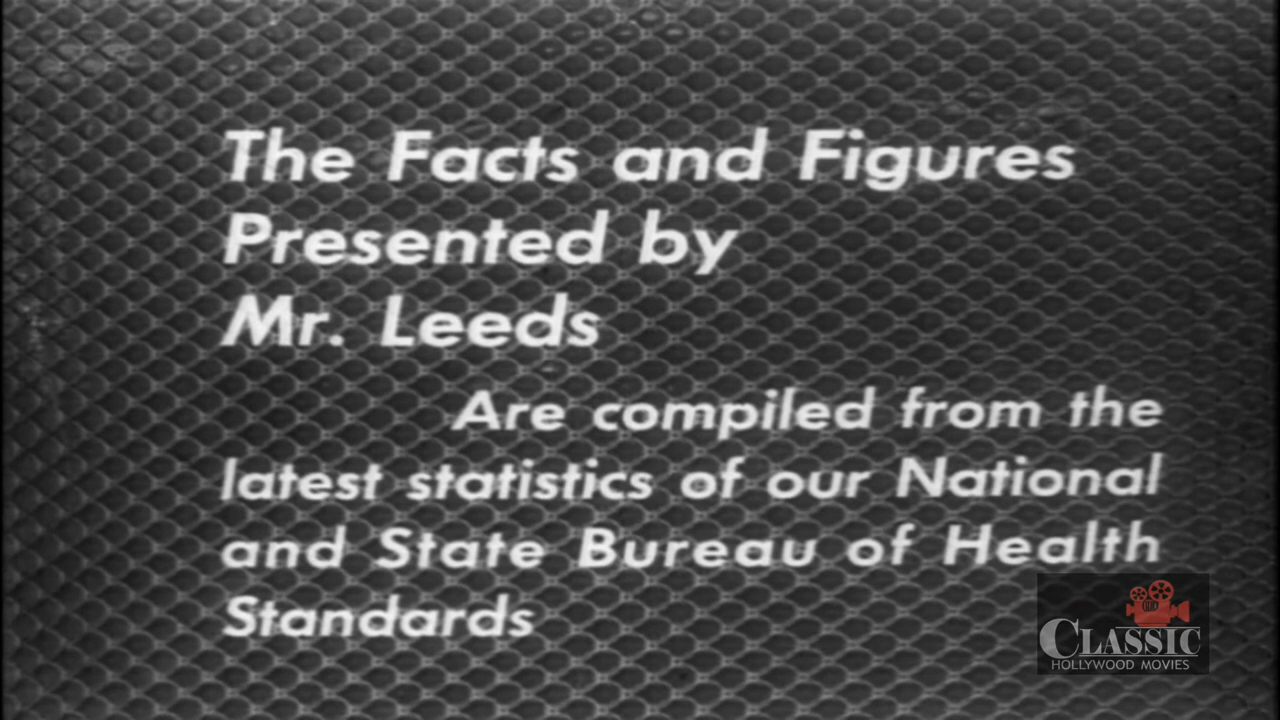 The Facts and Figures
Presented by
Mr. Leeds
Are compiled from the
latest statistics of our National
and State Bureau of Health
Standards
CLASSIC
HOLLYWOOD MOVIES